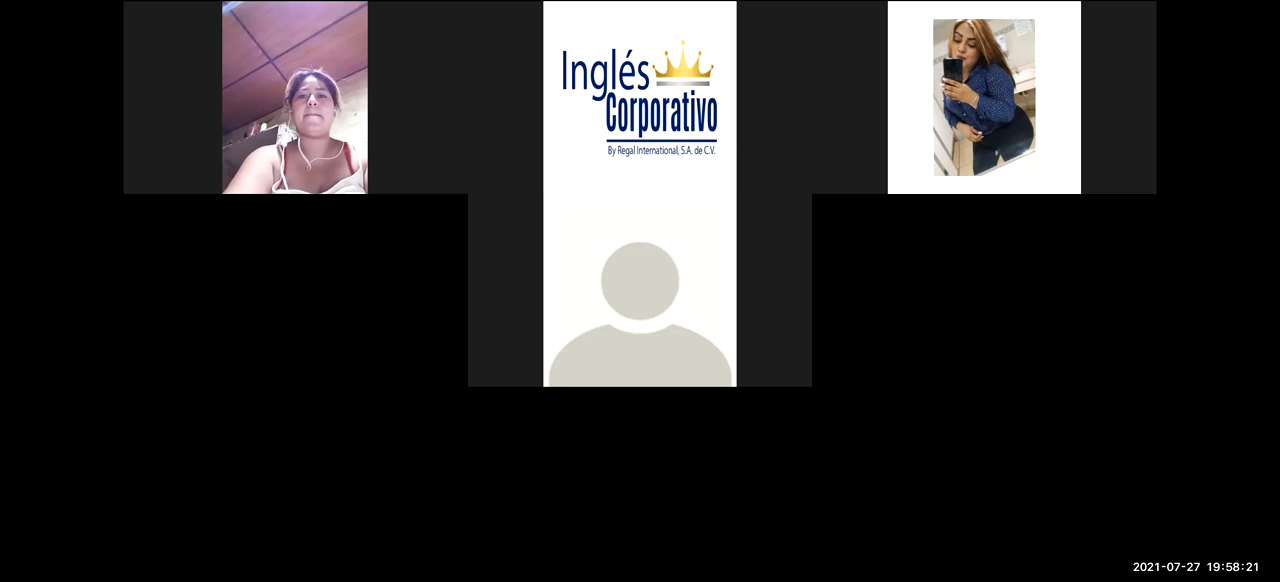 Inglés
Corporativo
By Regal International, S.A. de C.V.
2021-07-27 19:58:21